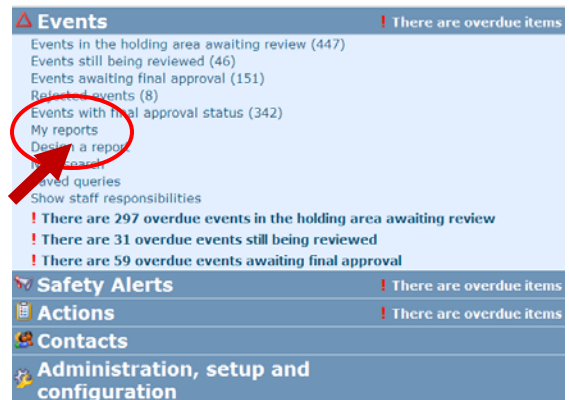 Events ! There are overdue items
Events in the holding area awaiting review (447)
Events still being reviewed (46)
Events awaiting final approval (151)
Rejected events (8)
Events with final approval status (342)
My reports
Design a report
search
Saved queries
Show staff responsibilities
! There are 297 overdue events in the holding area awaiting review
! There are 31 overdue events still being reviewed
! There are 59 overdue events awaiting final approval
Safety Alerts ! There are overdue items
Actions ! There are overdue items
Contacts
Administration, setup and
configuration